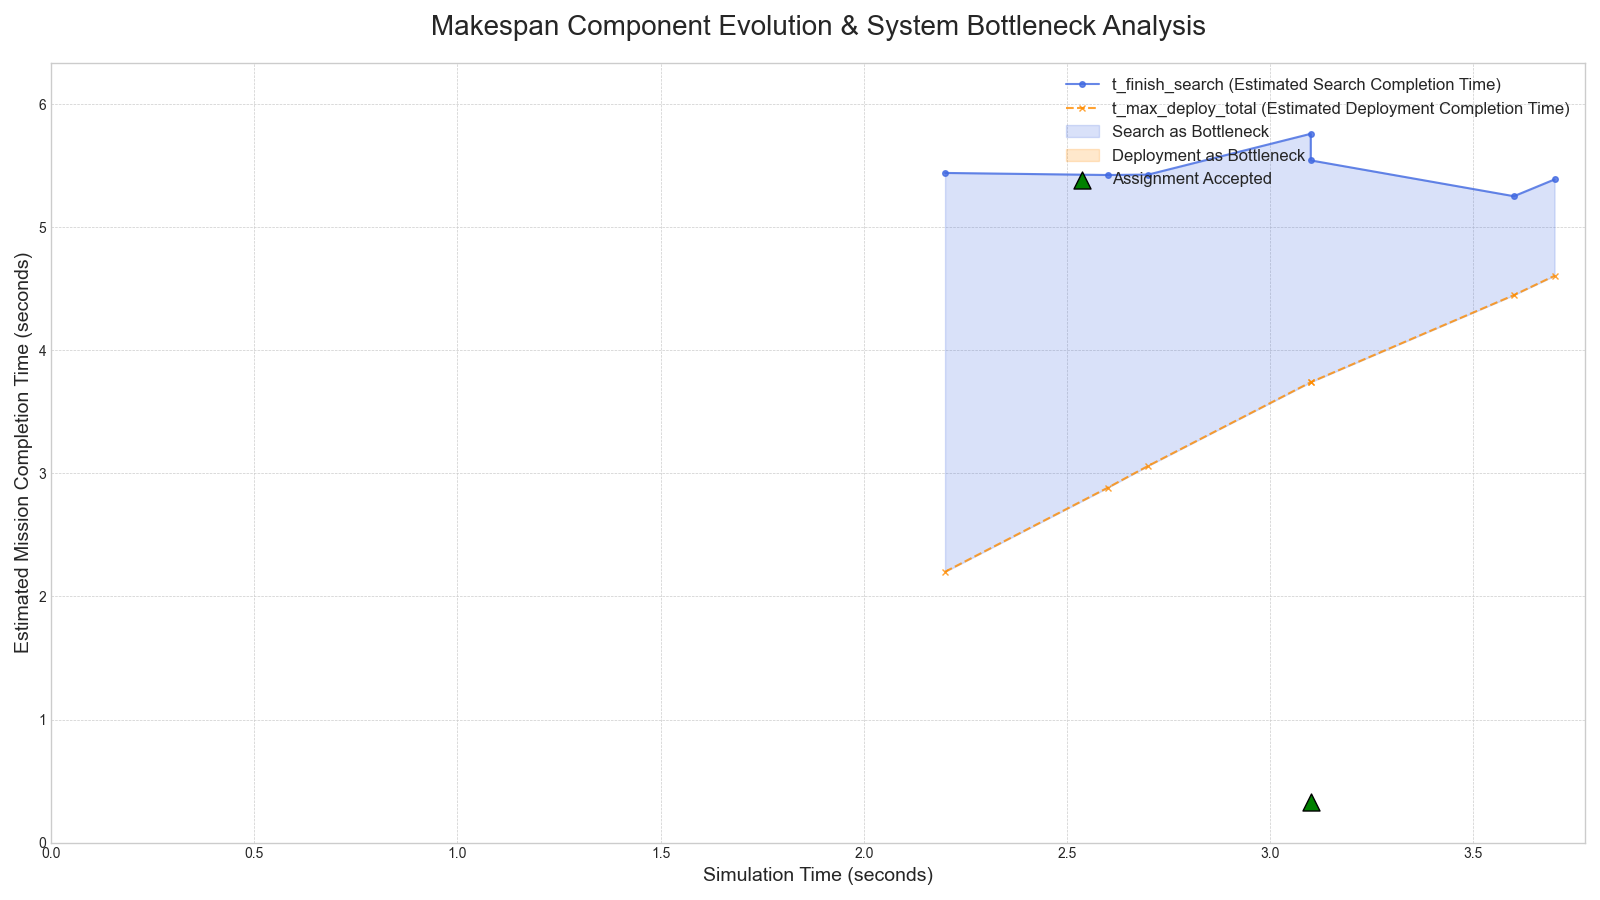 Makespan Component Evolution & System Bottleneck Analysis
t_finish_search (Estimated Search Completion Time)
t_max_deploy_total (Estimated Deployment Completion Time)
Search as Bottleneck
Deployment as Bottleneck
Assignment Accepted
Estimated Mission Completion Time (seconds)
6
5
4
3
2
1
0
0.0 0.5 1.0 1.5 2.0 2.5 3.0 3.5
Simulation Time (seconds)